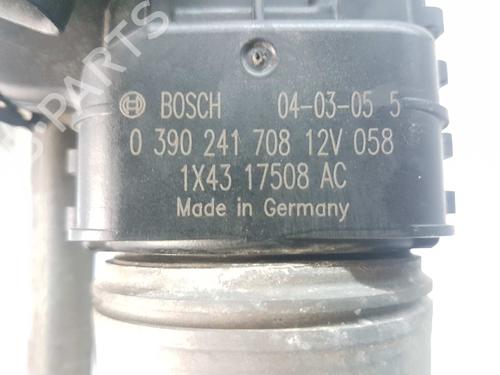 BOSCH 04-03-05 5
0 390 241 708 12V 058
1X43 17508 AC
Made in Germany